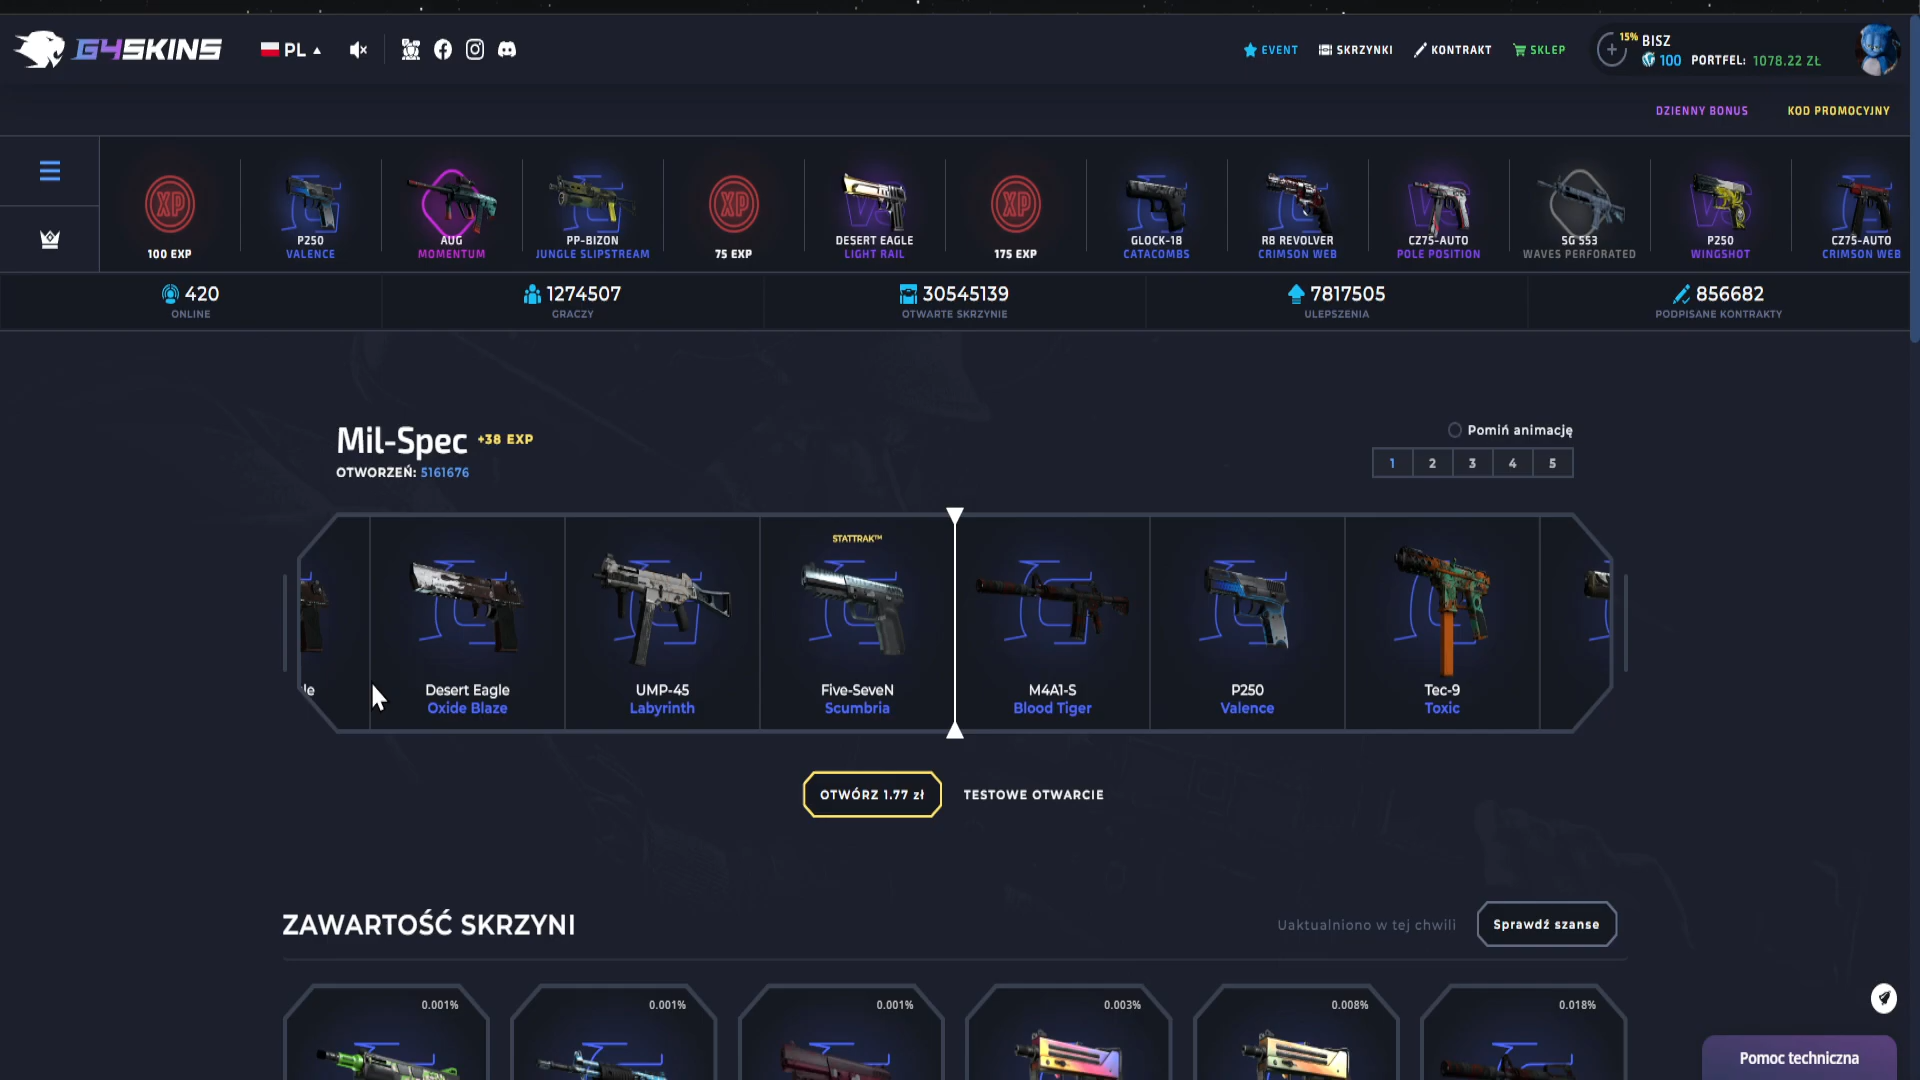 G4SKINS
PL
EVENT
SKRZYNKI
KONTRAKT
SKLEP
15%
BISZ
100 PORTFEL: 1078.22 ZŁ
DZIENNY BONUS
KOD PROMOCYJNY
XP
100 EXP
P250
VALENCE
AUG
MOMENTUM
PP-BIZON
JUNGLE SLIPSTREAM
XP
75 EXP
DESERT EAGLE
LIGHT RAIL
XP
175 EXP
GLOCK-18
CATACOMBS
R8 REVOLVER
CRIMSON WEB
CZ75-AUTO
POLE POSITION
SG 553
WAVES PERFORATED
P250
WINGSHOT
CZ75-AUTO
CRIMSON WEB
420
ONLINE
1274507
GRACZY
30545139
OTWARTE SKRZYNIE
7817505
ULEPSZENIA
856682
PODPISANE KONTRAKTY
Mil-Spec +38 EXP
OTWORZEŃ: 5161676
Pomiń animację
1 2 3 4 5
le
Desert Eagle
Oxide Blaze
UMP-45
Labyrinth
STATTRAK™
Five-SeveN
Scumbria
M4A1-S
Blood Tiger
P250
Valence
Tec-9
Toxic
OTWÓRZ 1.77 zł
TESTOWE OTWARCIE
ZAWARTOŚĆ SKRZYNI
Uaktualniono w tej chwili
Sprawdź szanse
0.001%
0.001%
0.001%
0.003%
0.008%
0.018%
Pomoc techniczna